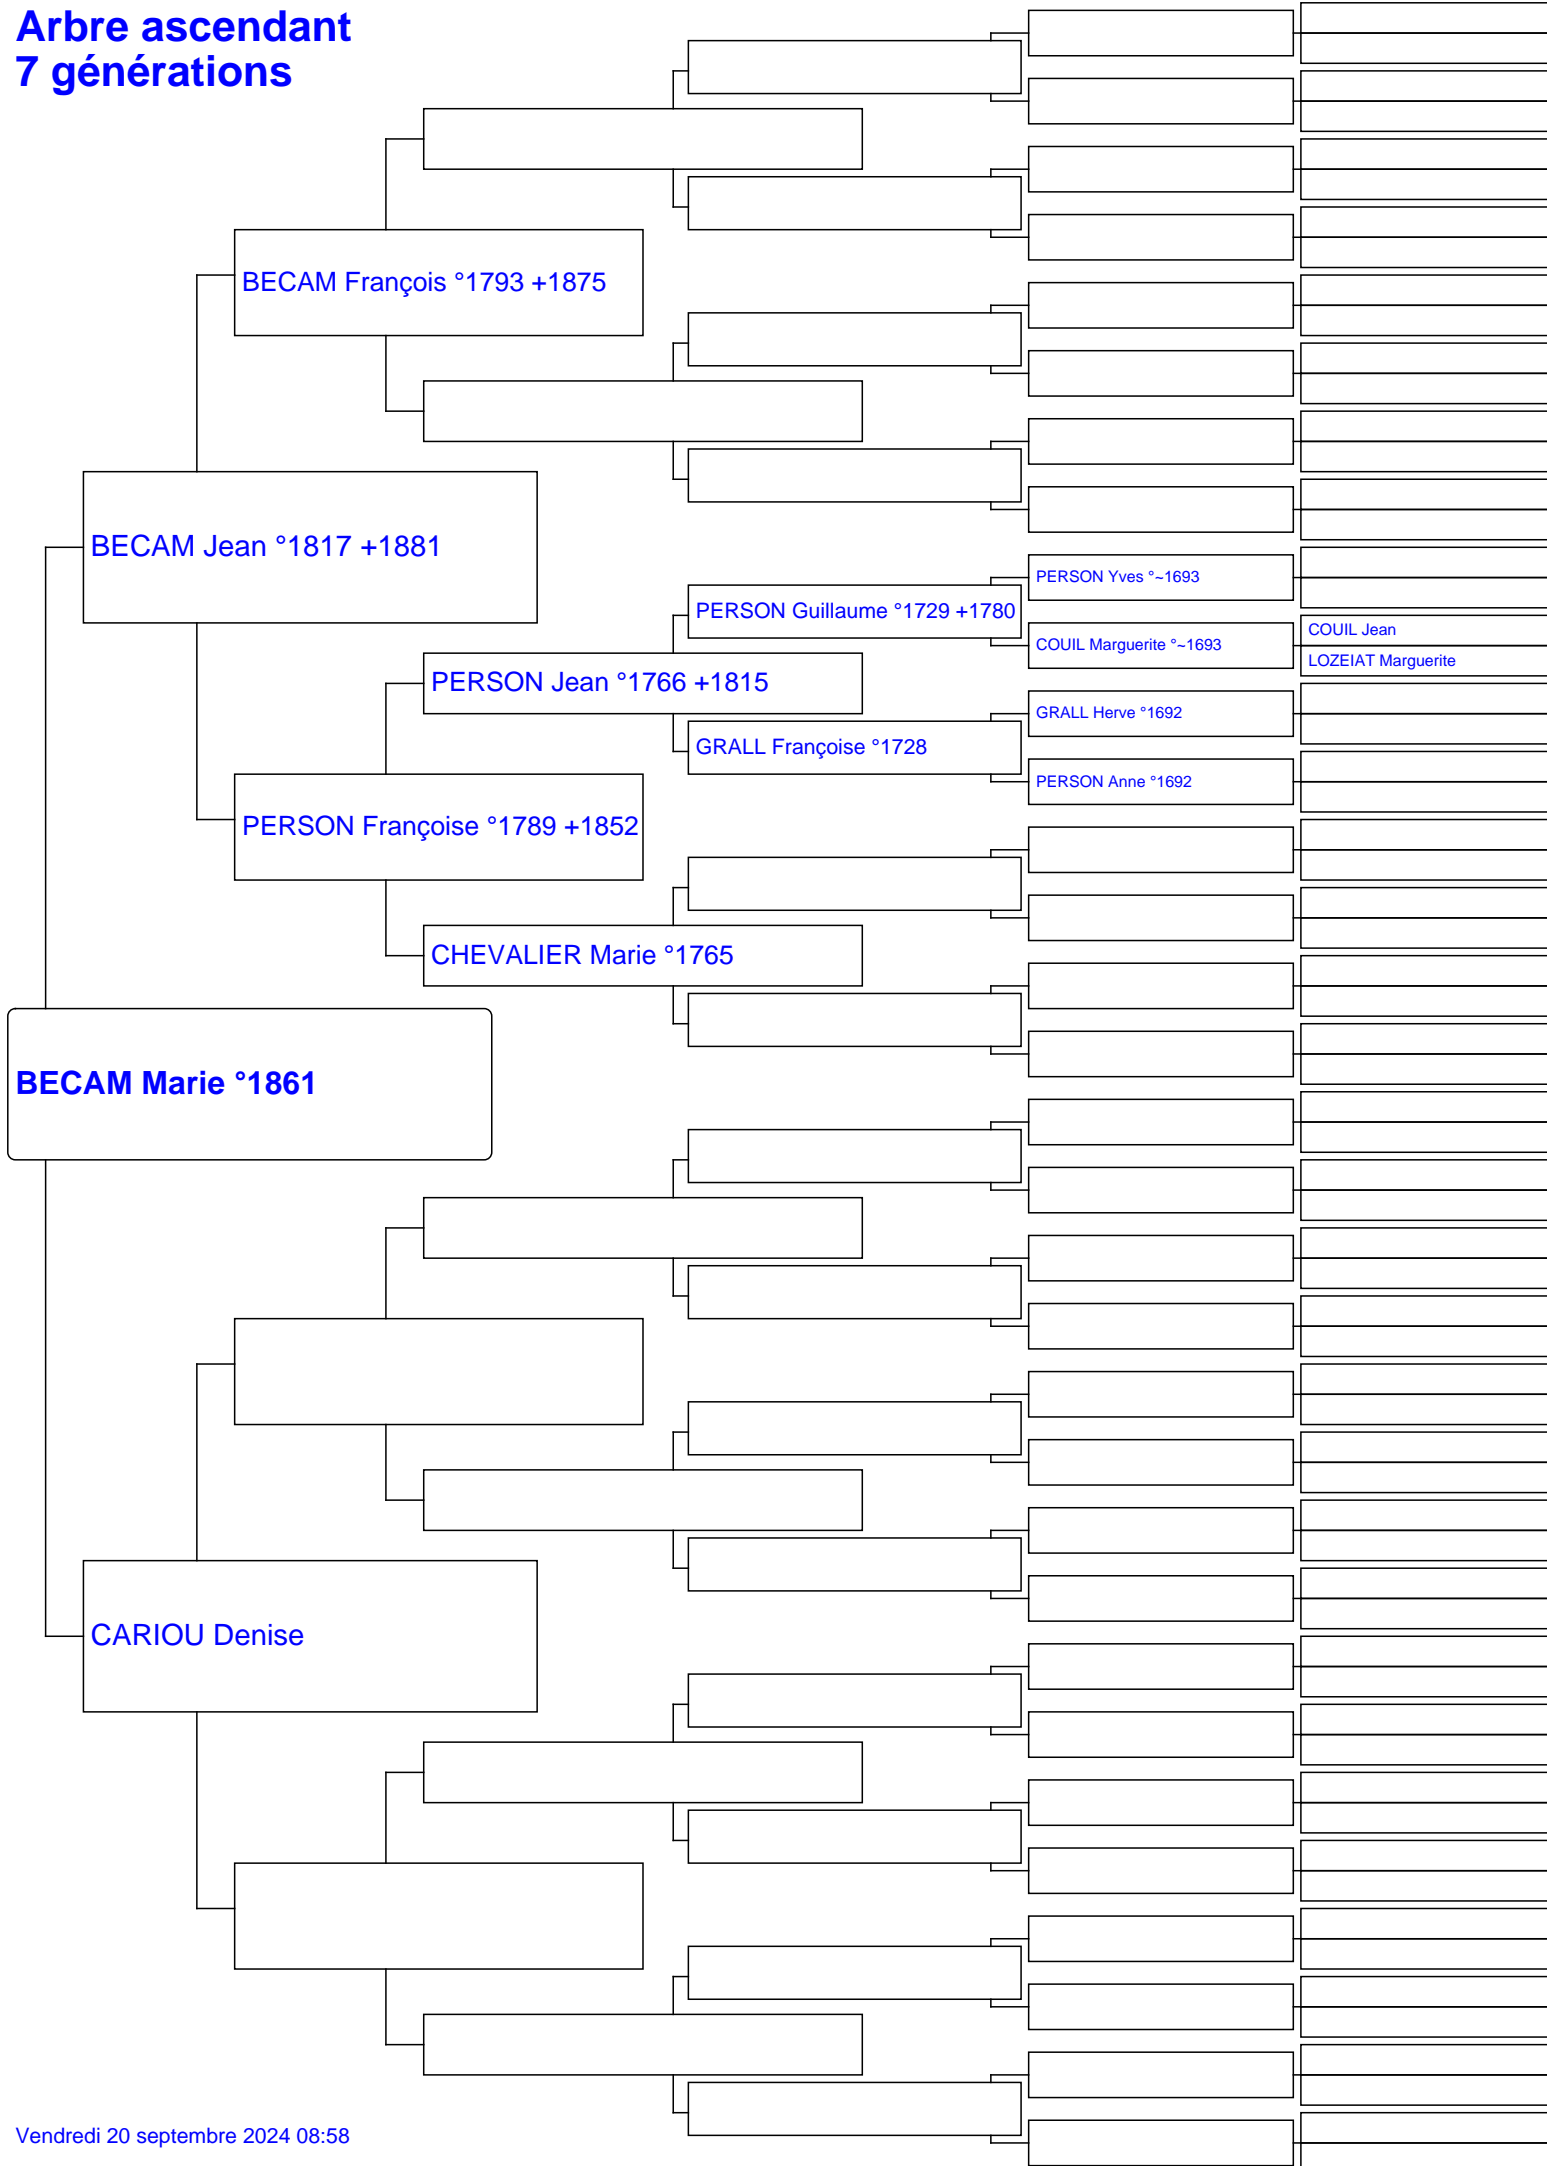 Arbre ascendant
7 générations
BECAM François °1793 +1875
BECAM Jean °1817 +1881
PERSON Yves °~1693
PERSON Guillaume °1729 +1780
COUIL Jean
COUIL Marguerite °~1693
LOZEIAT Marguerite
PERSON Jean °1766 +1815
GRALL Herve °1692
GRALL Françoise °1728
PERSON Anne °1692
PERSON Françoise °1789 +1852
CHEVALIER Marie °1765
BECAM Marie °1861
CARIOU Denise
Vendredi 20 septembre 2024 08:58